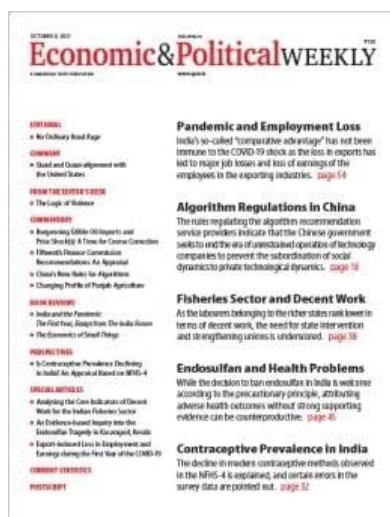 OCTOBER 9, 2021
Economic&PoliticalWEEKLY
EDITORIAL
■ No Ordinary Road Rage
COMMENT
■ Quad and Quasi-alignment with
the United States
FROM THE EDITOR'S DESK
■ The Logic of Violence
COMMENTARY
■ Burgeoning Edible Oil Imports and
Price Shock(s): A Time for Course Correction
■ Fifteenth Finance Commission
Recommendations: An Appraisal
■ China's New Rules for Algorithms
■ Changing Profile of Punjab Agriculture
BOOK REVIEWS
■ India and the Pandemic:
The First Year, Essays from The India Forum
■ The Economics of Small Things
PERSPECTIVES
■ Is Contraceptive Prevalence Declining
in India? An Appraisal Based on NFHS-4
SPECIAL ARTICLES
■ Analysing the Core Indicators of Decent
Work for the Indian Fisheries Sector
■ An Evidence-based Inquiry into the
Endosulfan Tragedy in Kasaragod, Kerala
■ Export-induced Loss in Employment and
Earnings during the First Year of the COVID-19
CURRENT STATISTICS
POSTSCRIPT
Pandemic and Employment Loss
India's so-called "comparative advantage" has not been
immune to the COVID-19 shock as the loss in exports has
led to major job losses and loss of earnings of the
employees in the exporting industries. page 54
Algorithm Regulations in China
The rules regulating the algorithm recommendation
service providers indicate that the Chinese government
seeks to end the era of unrestrained operation of technology
companies to prevent the subordination of social
dynamics to private technological dynamics. page 18
Fisheries Sector and Decent Work
As the labourers belonging to the richer states rank lower in
terms of decent work, the need for state intervention
and strengthening unions is underscored. page 38
Endosulfan and Health Problems
While the decision to ban endosulfan in India is welcome
according to the precautionary principle, attributing
adverse health outcomes without strong supporting
evidence can be counterproductive. page 45
Contraceptive Prevalence in India
The decline in modern contraceptive methods observed
in the NFHS-4 is explained, and certain errors in the
survey data are pointed out. page 32